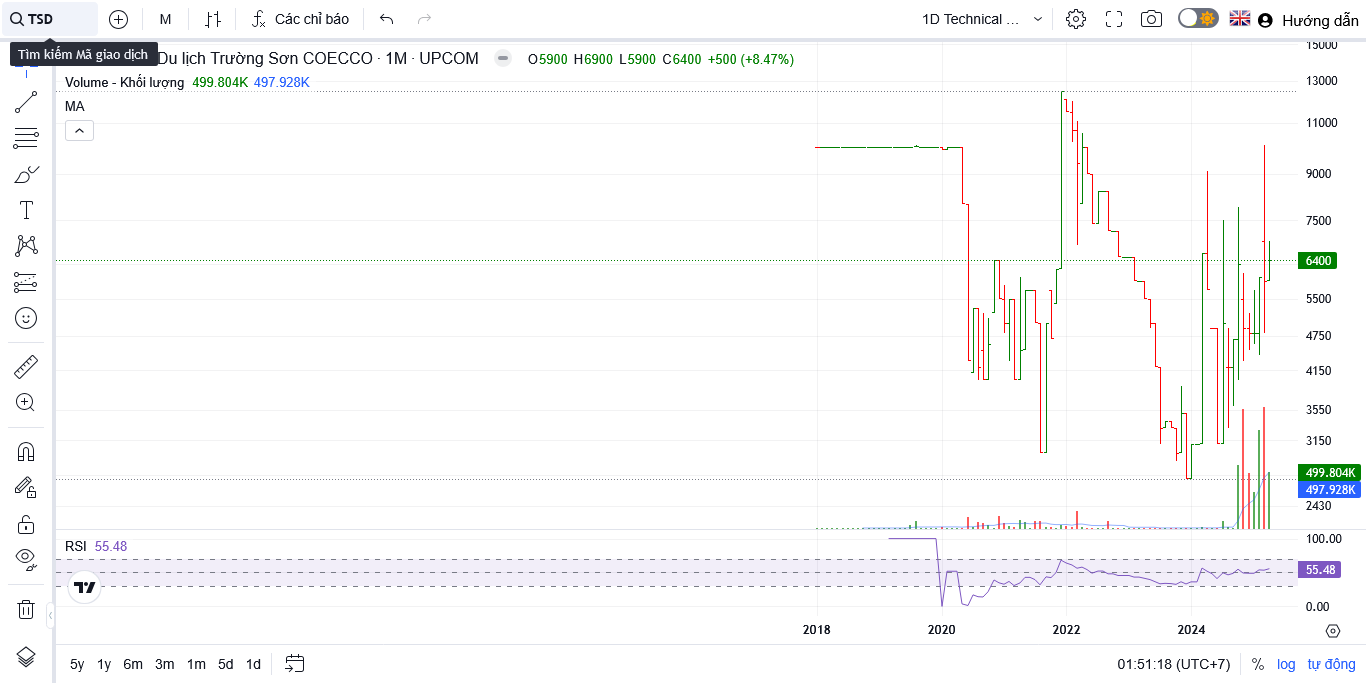 TSD
M
Các chỉ báo
1D Technical ...
Hướng dẫn
Tìm kiếm Mã giao dịch
Du lịch Trường Sơn COECCO · 1M · UPCOM
O5900 H6900 L5900 C6400 +500 (+8.47%)
Volume - Khối lượng 499.804K 497.928K
MA
15000
13000
11000
9000
7500
6400
5500
4750
4150
3550
3150
499.804K
497.928K
2430
RSI 55.48
100.00
55.48
0.00
2018 2020 2022 2024
5y 1y 6m 3m 1m 5d 1d
01:51:18 (UTC+7) % log tự động